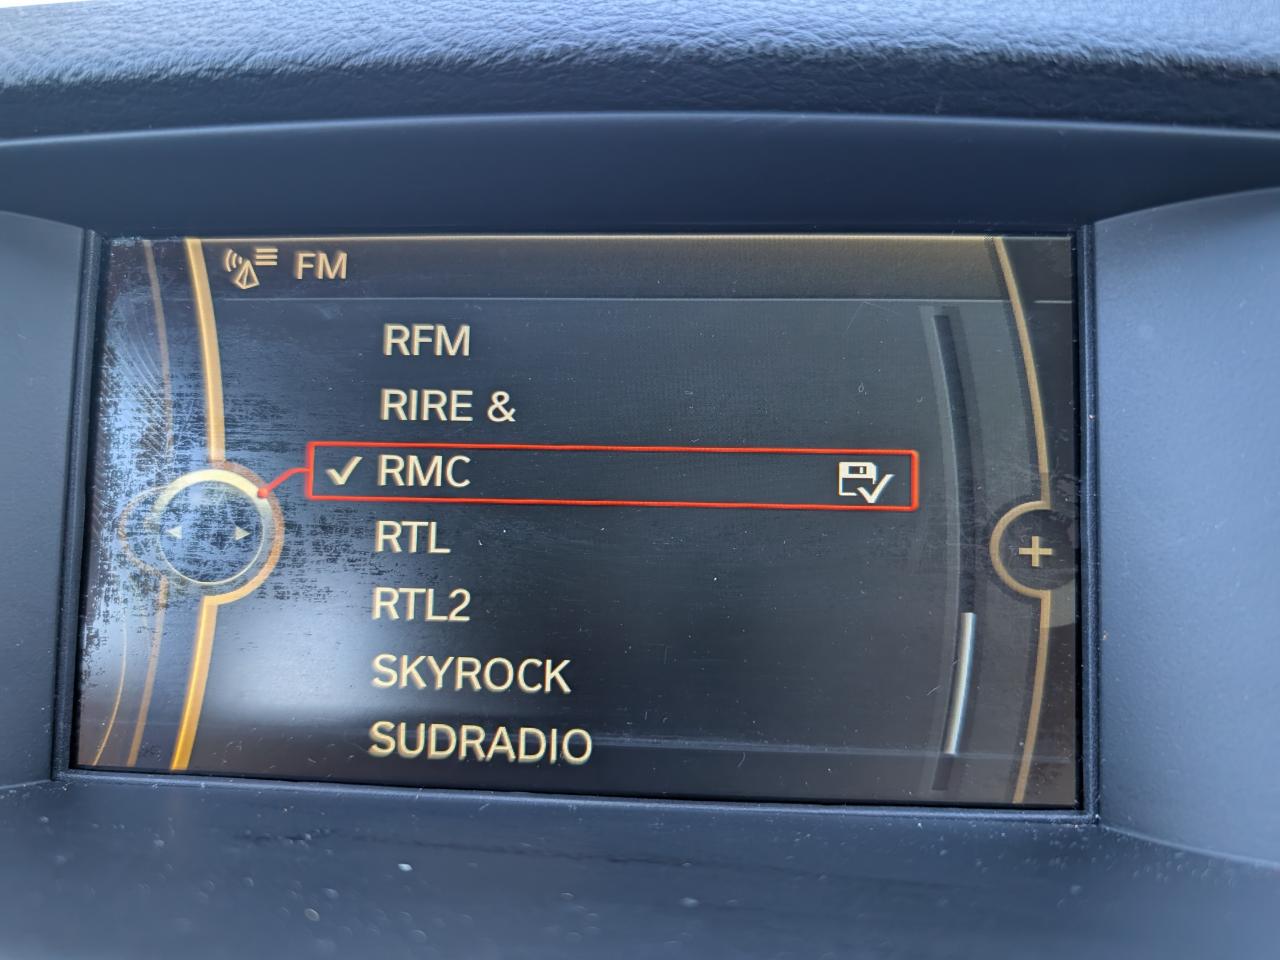 FM
RFM
RIRE &
RMC
RTL
RTL2
SKYROCK
SUDRADIO